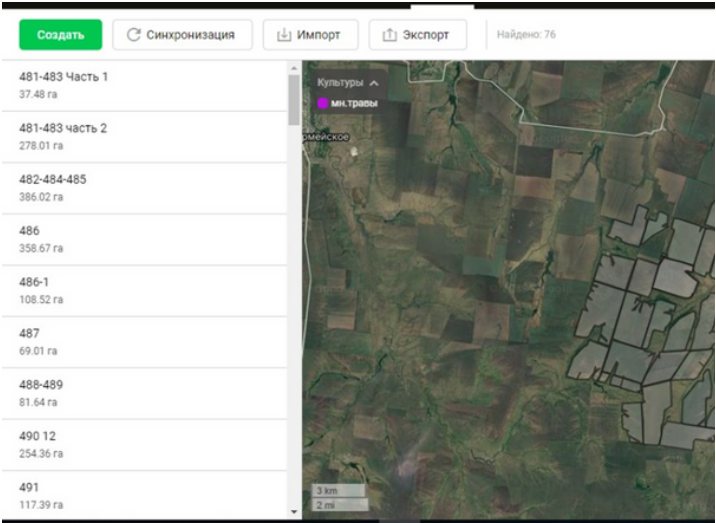 Создать
Синхронизация
Импорт
Экспорт
Найдено: 76
481-483 Часть 1
37.48 га
481-483 часть 2
278.01 га
482-484-485
386.02 га
486
358.67 га
486-1
108.52 га
487
69.01 га
488-489
81.64 га
490 12
254.36 га
491
117.39 га
Культуры
мн.травы
рмейское
3 km
2 mi